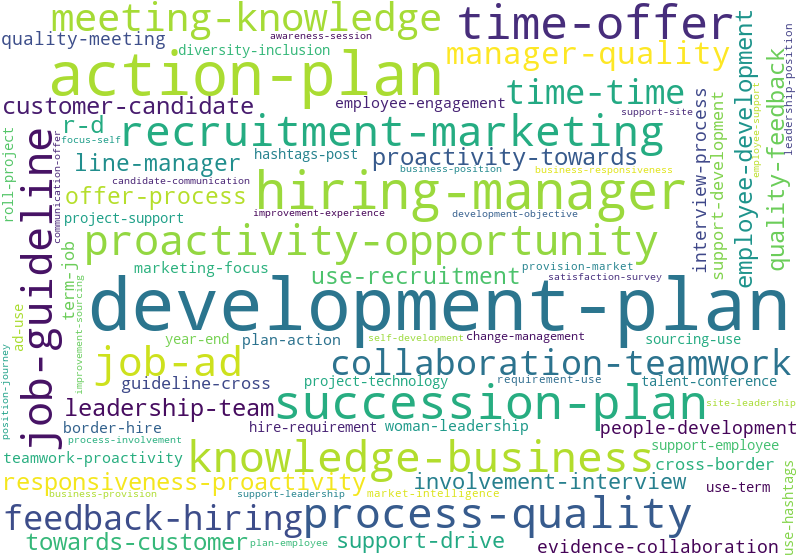 meeting-knowledge
awareness-session
time-offer
quality-meeting
diversity-inclusion
manager-quality
action-plan
customer-candidate
employee-engagement
time-time
support-site
r-d
focus-self
recruitment-marketing
line-manager
hashtags-post
proactivity-towards
business-position
business-responsiveness
candidate-communication
offer-process
hiring-manager
project-support
improvement-experience
development-objective
proactivity-opportunity
marketing-focus
use-recruitment
provision-market
satisfaction-survey
development-plan
year-end
plan-action
self-development
change-management
sourcing-use
job-ad
collaboration-teamwork
guideline-cross
project-technology
requirement-use
talent-conference
leadership-team
succession-plan
site-leadership
border-hire
hire-requirement
woman-leadership
people-development
process-involvement
knowledge-business
support-employee
teamwork-proactivity
cross-border
responsiveness-proactivity
involvement-interview
business-provision
support-leadership
market-intelligence
use-term
feedback-hiring
process-quality
towards-customer
plan-employee
support-drive
evidence-collaboration
roll-project
job-guideline
communication-offer
term-job
improvement-sourcing
ad-use
position-journey
interview-process
support-development
employee-development
employee-support
quality-feedback
leadership-position
use-hashtags